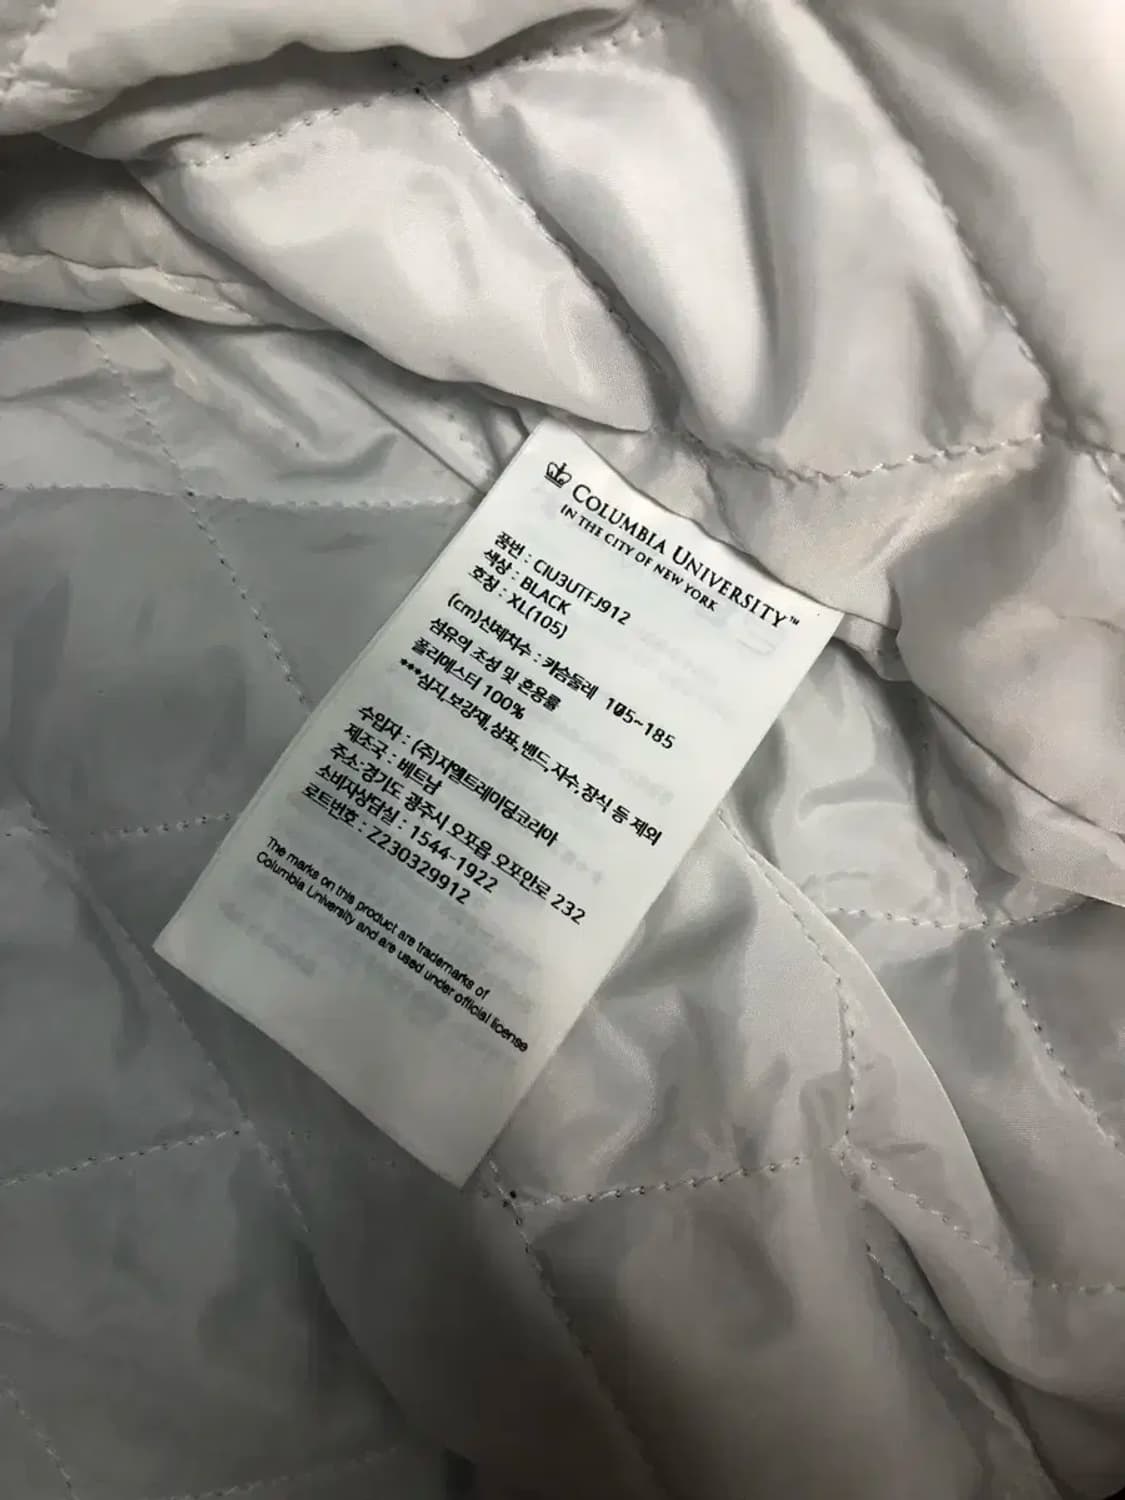 COLUMBIA UNIVERSITY™
IN THE CITY OF NEW YORK
품번 : CIU3UTFJ912
색상 : BLACK
호칭 : XL(105)
(cm)신체치수 : 가슴둘레 105~185
섬유의 조성 및 혼용률
폴리에스터 100%
***심지,보강재,상표,밴드,자수,장식 등 제외
수입자 : (주)지엘트레이딩코리아
제조국 : 베트남
주소:경기도 광주시 오포읍 오포안로 232
소비자상담실 : 1544-1922
로트번호 : Z230329912
The marks on this product are trademarks of
Columbia University and are used under official license